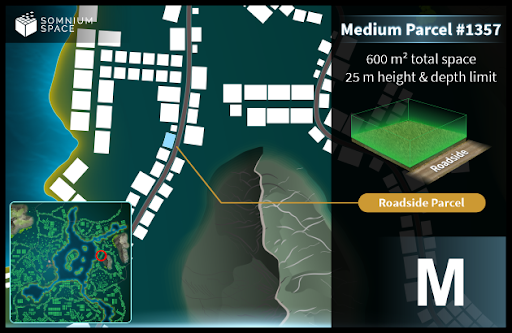 SOMNIUM
SPACE
Medium Parcel #1357
600 m² total space
25 m height & depth limit
Roadside
Roadside Parcel
M